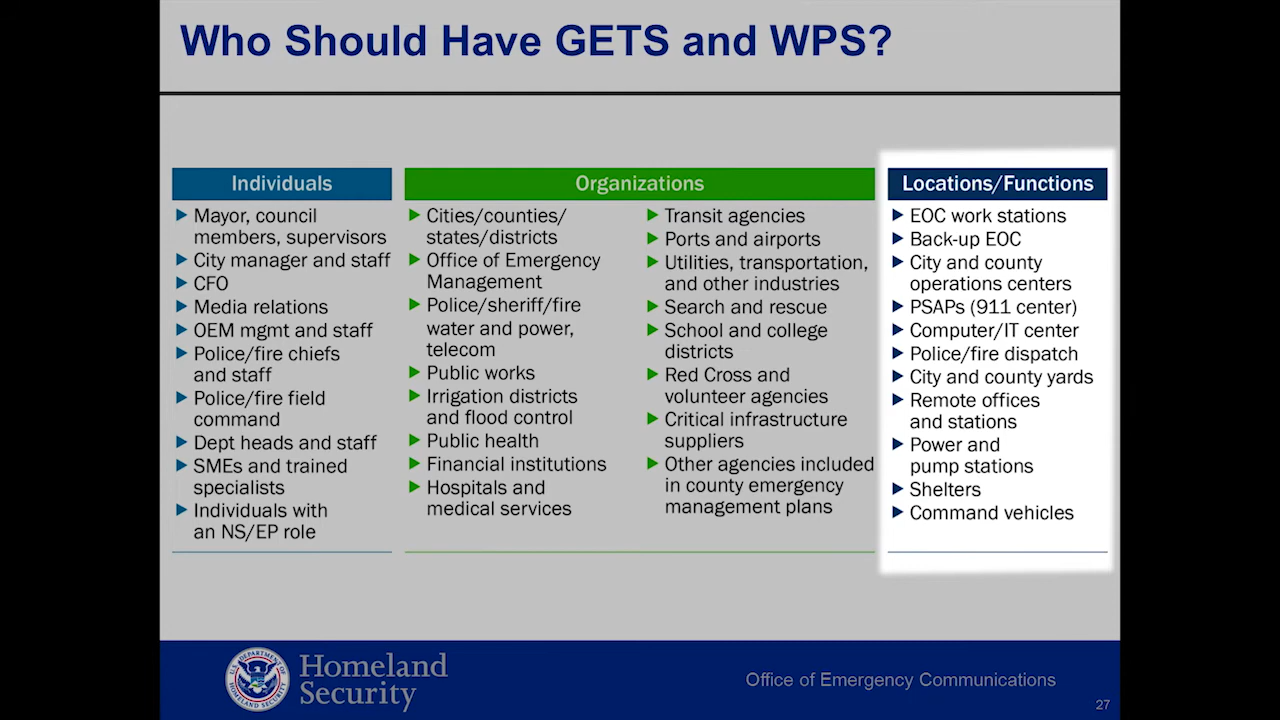 Who Should Have GETS and WPS?
Individuals
Mayor, council
members, supervisors
City manager and staff
CFO
Media relations
OEM mgmt and staff
Police/fire chiefs
and staff
Police/fire field
command
Dept heads and staff
SMEs and trained
specialists
Individuals with
an NS/EP role
Organizations
Cities/counties/
states/districts
Office of Emergency
Management
Police/sheriff/fire
water and power,
telecom
Public works
Irrigation districts
and flood control
Public health
Financial institutions
Hospitals and
medical services
Transit agencies
Ports and airports
Utilities, transportation,
and other industries
Search and rescue
School and college
districts
Red Cross and
volunteer agencies
Critical infrastructure
suppliers
Other agencies included
in county emergency
management plans
Locations/Functions
EOC work stations
Back-up EOC
City and county
operations centers
PSAPs (911 center)
Computer/IT center
Police/fire dispatch
City and county yards
Remote offices
and stations
Power and
pump stations
Shelters
Command vehicles
U.S. DEPARTMENT OF
HOMELAND SECURITY
Homeland
Security
Office of Emergency Communications
27